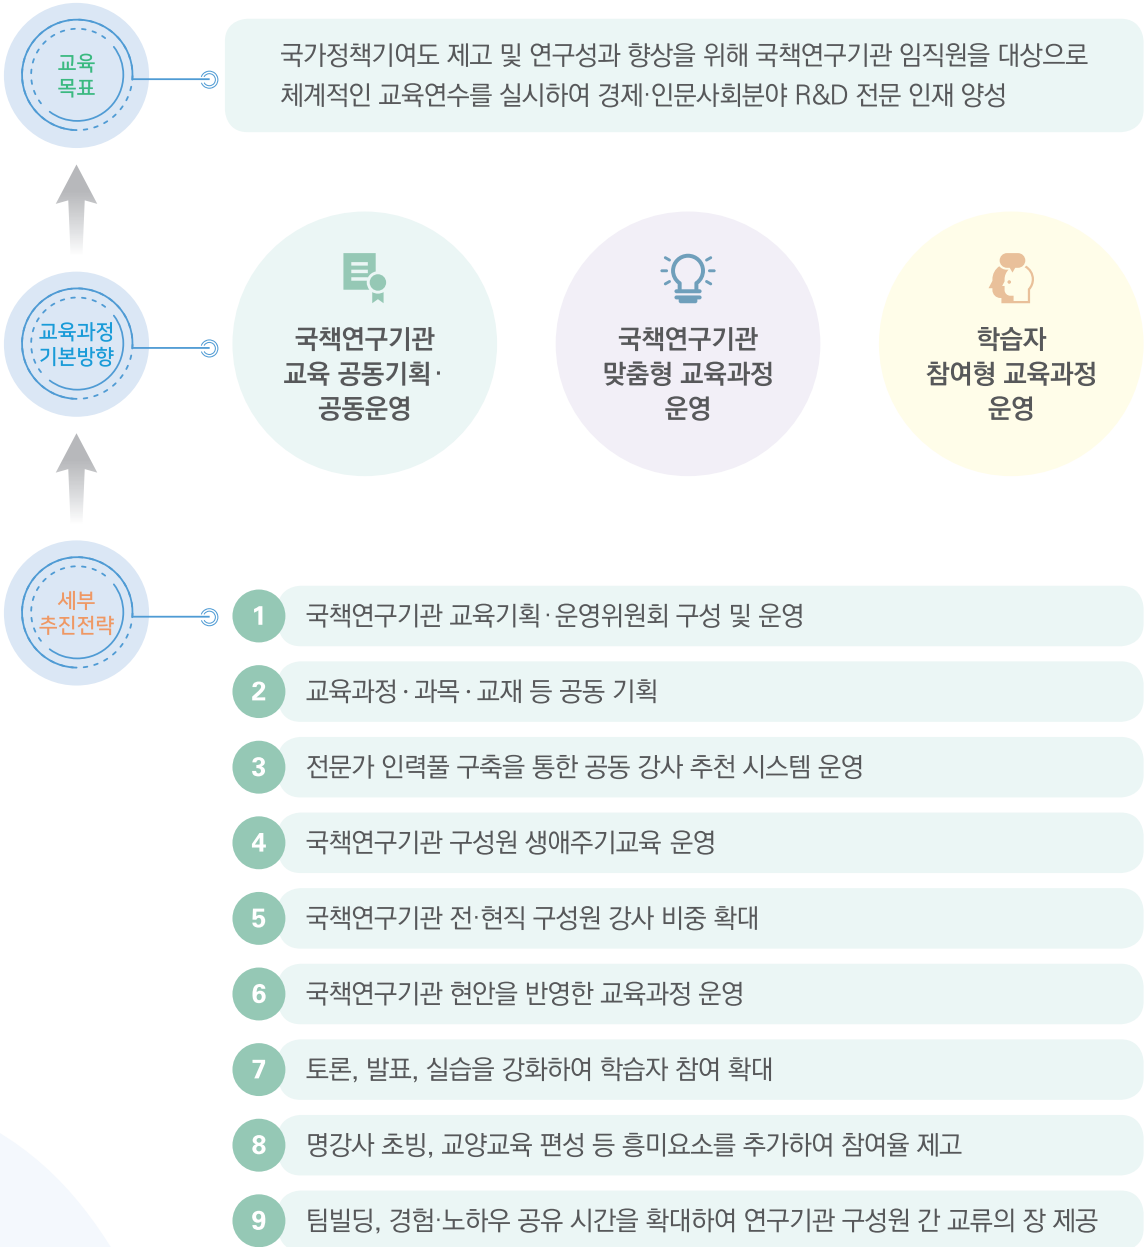 교육
목표
국가정책기여도 제고 및 연구성과 향상을 위해 국책연구기관 임직원을 대상으로
체계적인 교육연수를 실시하여 경제·인문사회분야 R&D 전문 인재 양성
교육과정
기본방향
국책연구기관
교육 공동기획·
공동운영
국책연구기관
맞춤형 교육과정
운영
학습자
참여형 교육과정
운영
세부
추진전략
1 국책연구기관 교육기획·운영위원회 구성 및 운영
2 교육과정·과목·교재 등 공동 기획
3 전문가 인력풀 구축을 통한 공동 강사 추천 시스템 운영
4 국책연구기관 구성원 생애주기교육 운영
5 국책연구기관 전·현직 구성원 강사 비중 확대
6 국책연구기관 현안을 반영한 교육과정 운영
7 토론, 발표, 실습을 강화하여 학습자 참여 확대
8 명강사 초빙, 교양교육 편성 등 흥미요소를 추가하여 참여율 제고
9 팀빌딩, 경험·노하우 공유 시간을 확대하여 연구기관 구성원 간 교류의 장 제공